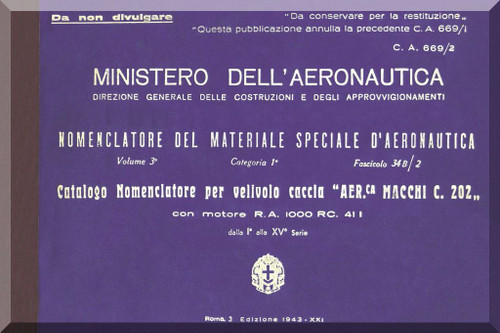 Da non divulgare
"Da conservare per la restituzione„
"Questa pubblicazione annulla la precedente C. A. 669/1
C. A. 669/2
MINISTERO DELL'AERONAUTICA
DIREZIONE GENERALE DELLE COSTRUZIONI E DEGLI APPROVVIGIONAMENTI
NOMENCLATORE DEL MATERIALE SPECIALE D'AERONAUTICA
Volume 3° Categoria 1ª Fascicolo 34B/2
Catalogo Nomenclatore per velivolo caccia "AER.CA MACCHI C. 202„
con motore R.A. 1000 RC. 41 I
dalla Iª alla XVª Serie
Roma, 3 Edizione 1943-XXI